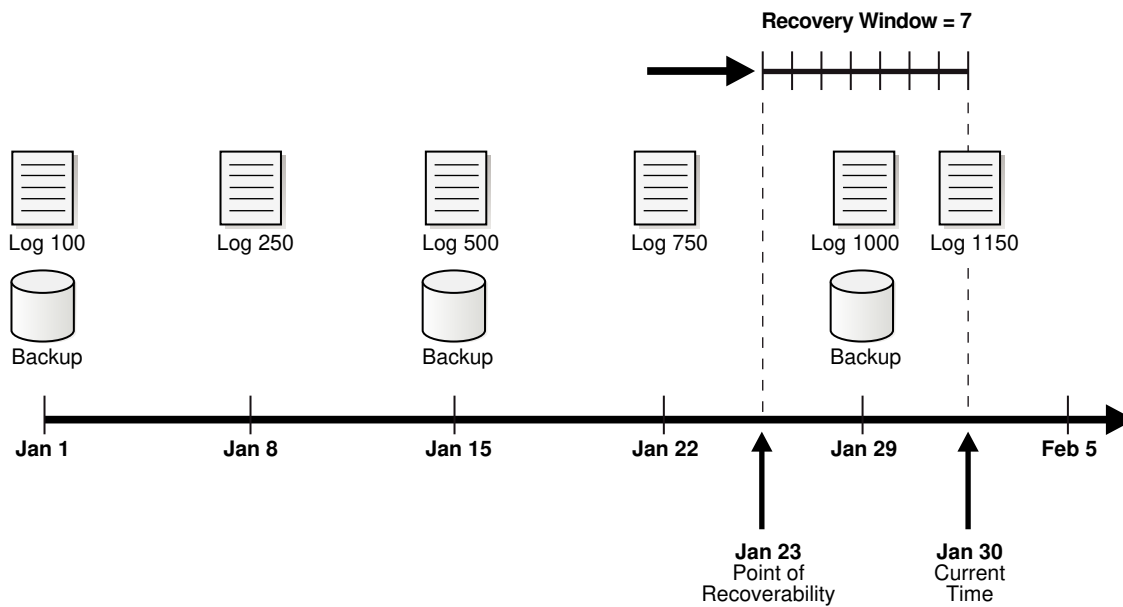 Recovery Window = 7
Log 100
Log 250
Log 500
Log 750
Log 1000
Log 1150
Backup
Backup
Backup
Jan 1
Jan 8
Jan 15
Jan 22
Jan 29
Feb 5
Jan 23
Point of
Recoverability
Jan 30
Current
Time